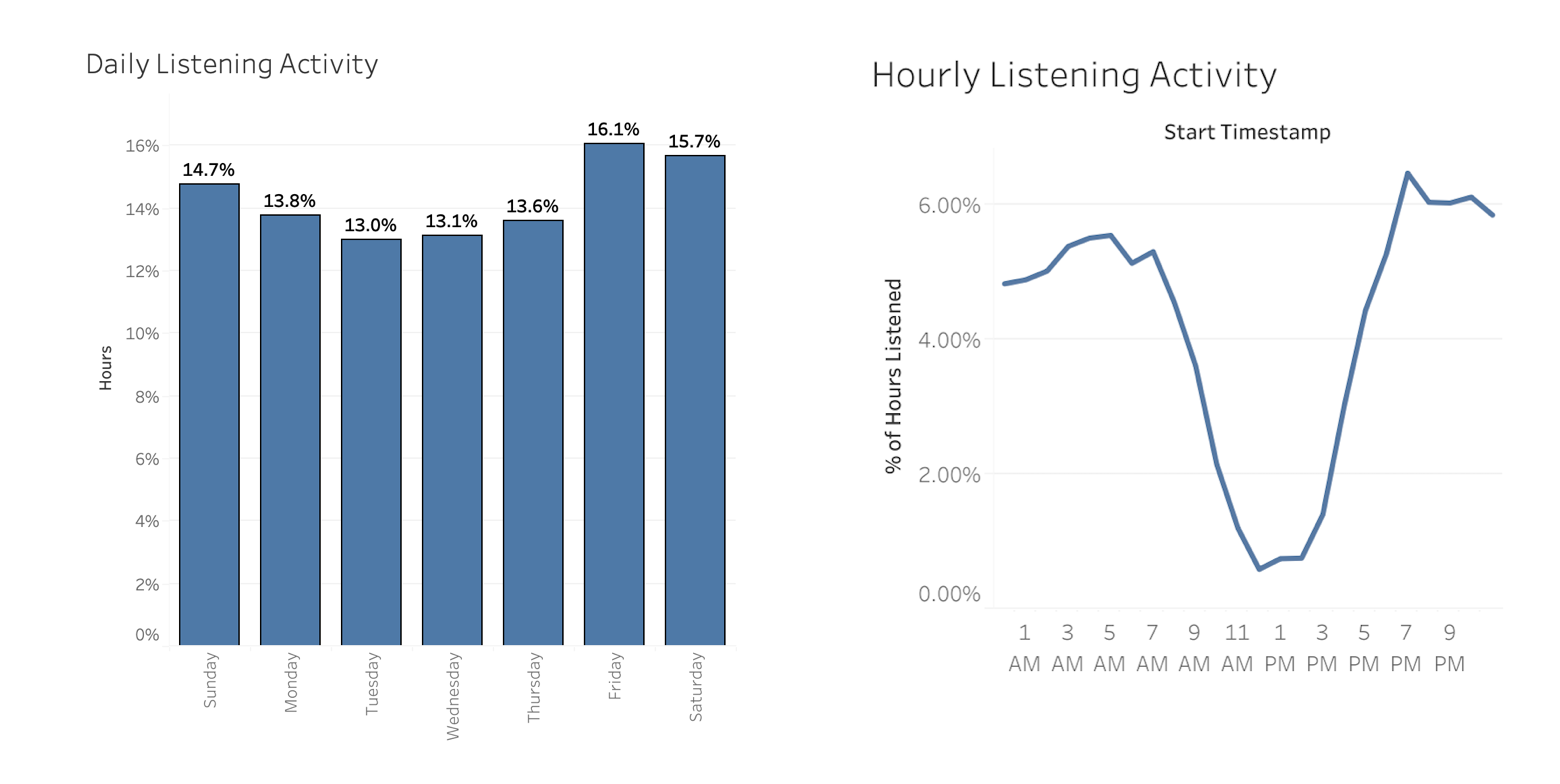 Daily Listening Activity
Hours
16%
14%
12%
10%
8%
6%
4%
2%
0%
14.7%
13.8%
13.0%
13.1%
13.6%
16.1%
15.7%
Sunday
Monday
Tuesday
Wednesday
Thursday
Friday
Saturday
Hourly Listening Activity
Start Timestamp
% of Hours Listened
6.00%
4.00%
2.00%
0.00%
1 3 5 7 9 11 1 3 5 7 9
AM AM AM AM AM AM PM PM PM PM PM